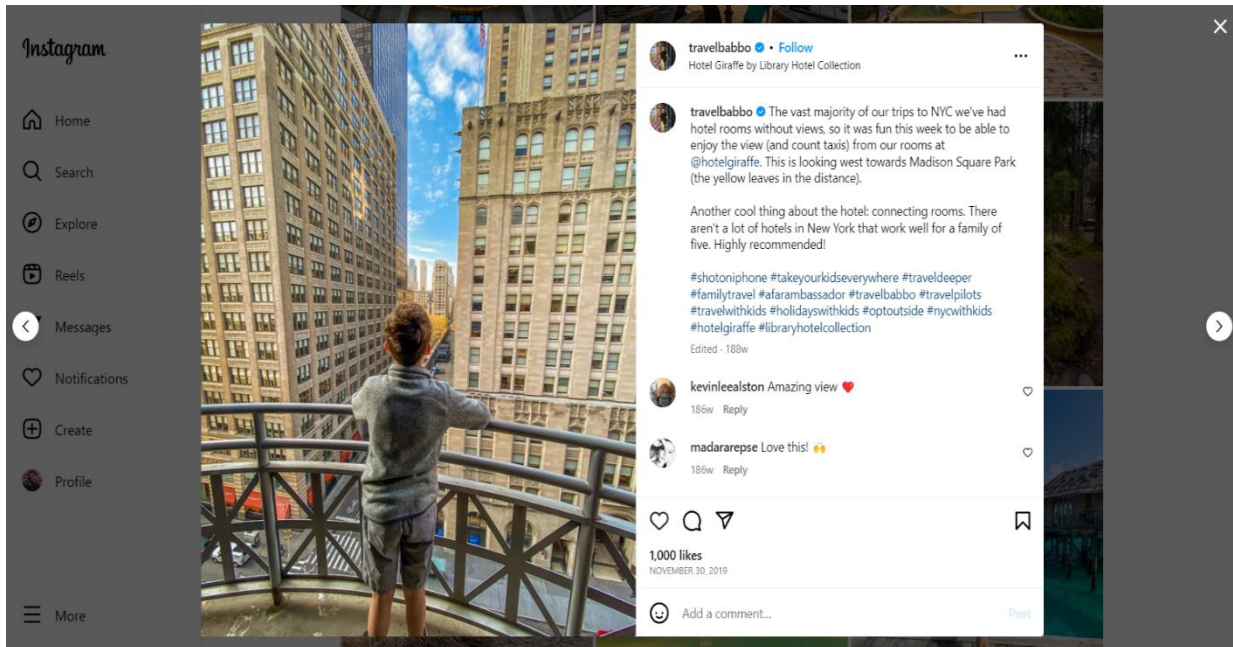 Instagram
Home
Search
Explore
Reels
Messages
Notifications
Create
Profile
More
travelbabbo • Follow
Hotel Giraffe by Library Hotel Collection
travelbabbo The vast majority of our trips to NYC we've had
hotel rooms without views, so it was fun this week to be able to
enjoy the view (and count taxis) from our rooms at
@hotelgiraffe. This is looking west towards Madison Square Park
(the yellow leaves in the distance).
Another cool thing about the hotel: connecting rooms. There
aren't a lot of hotels in New York that work well for a family of
five. Highly recommended!
#shotoniphone #takeyourkidseverywhere #traveldeeper
#familytravel #afarambassador #travelbabbo #travelpilots
#travelwithkids #holidayswithkids #optoutside #nycwithkids
#hotelgiraffe #libraryhotelcollection
Edited · 188w
kevinleealston Amazing view ❤️
186w Reply
madararepse Love this! 🙌
186w Reply
1,000 likes
NOVEMBER 30, 2019
Add a comment...
Post